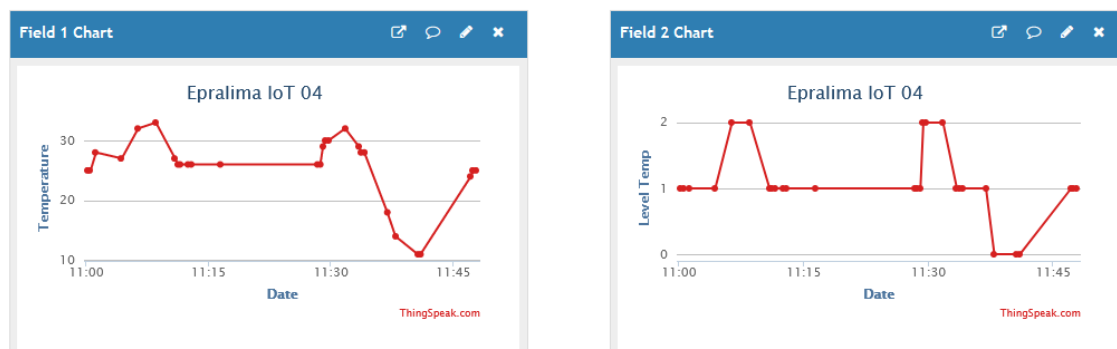 Field 1 Chart
Epralima IoT 04
Temperature
30
20
10
11:00 11:15 11:30 11:45
Date
ThingSpeak.com
Field 2 Chart
Epralima IoT 04
Level Temp
2
1
0
11:00 11:15 11:30 11:45
Date
ThingSpeak.com